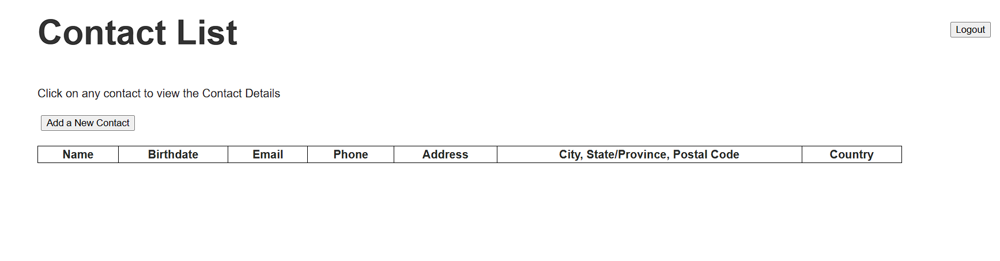 Contact List
Logout
Click on any contact to view the Contact Details
Add a New Contact
Name Birthdate Email Phone Address City, State/Province, Postal Code Country